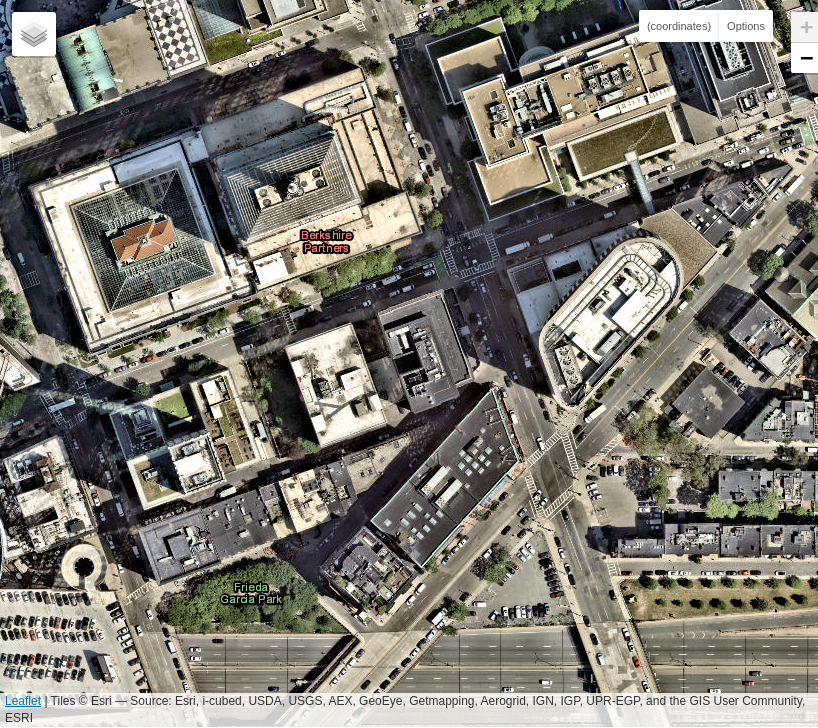 (coordinates)
Options
+
−
Berkshire
Partners
Frieda
Garcia Park
Leaflet | Tiles © Esri — Source: Esri, i-cubed, USDA, USGS, AEX, GeoEye, Getmapping, Aerogrid, IGN, IGP, UPR-EGP, and the GIS User Community,
ESRI